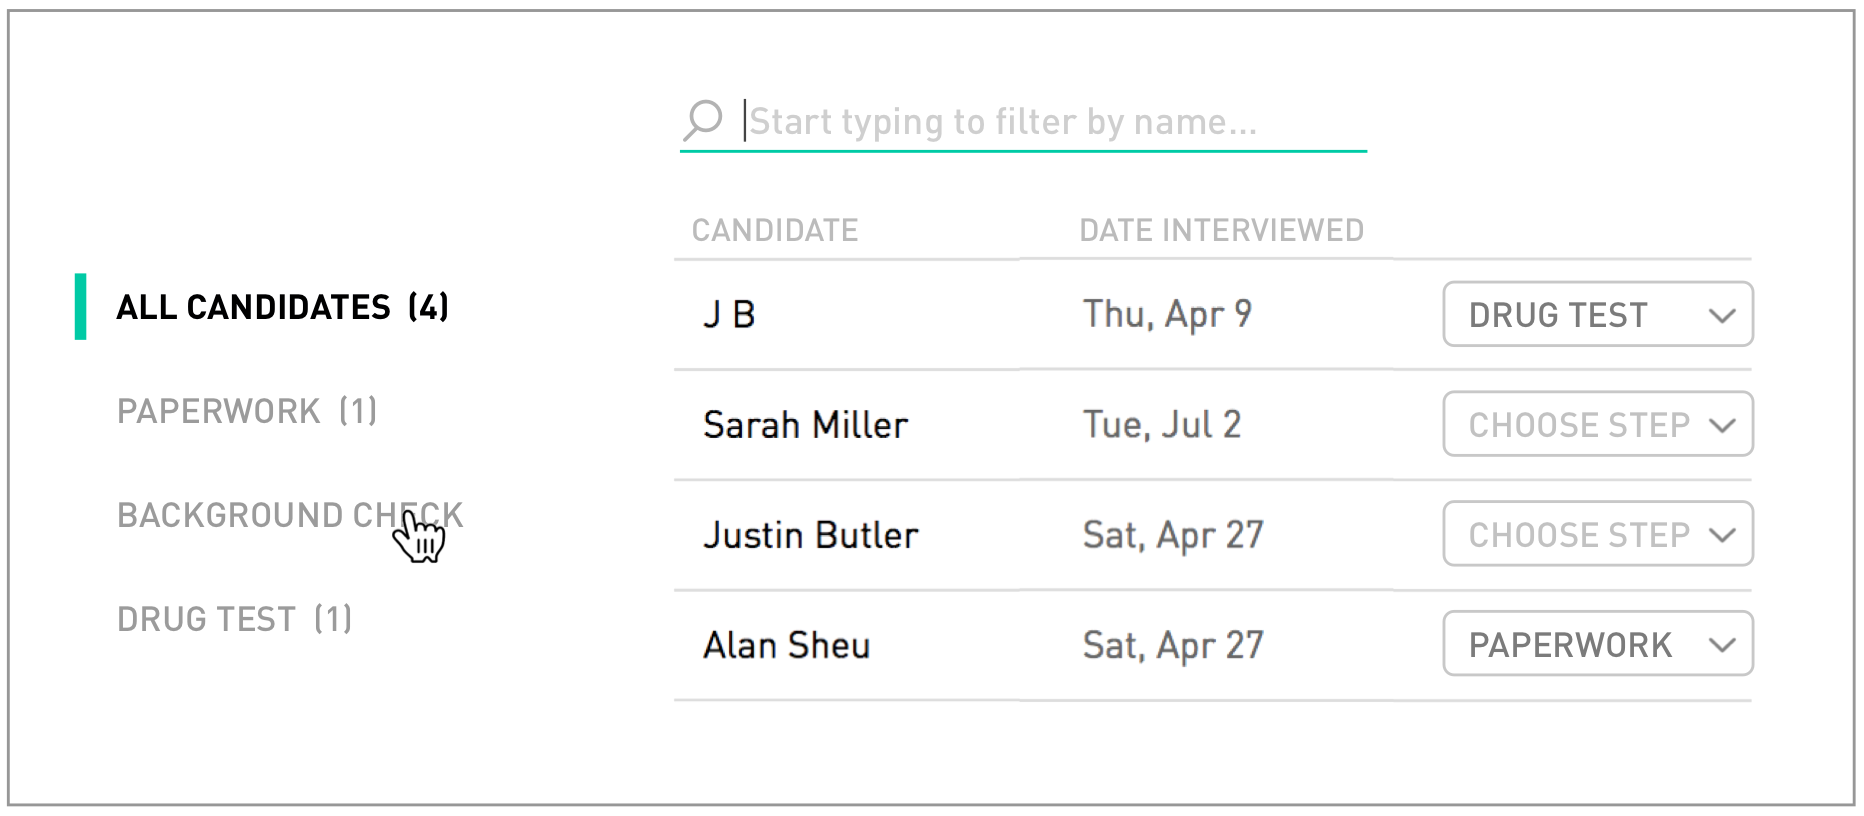 Start typing to filter by name...
CANDIDATE DATE INTERVIEWED
ALL CANDIDATES (4)
PAPERWORK (1)
BACKGROUND CHECK
DRUG TEST (1)
J B Thu, Apr 9 DRUG TEST
Sarah Miller Tue, Jul 2 CHOOSE STEP
Justin Butler Sat, Apr 27 CHOOSE STEP
Alan Sheu Sat, Apr 27 PAPERWORK